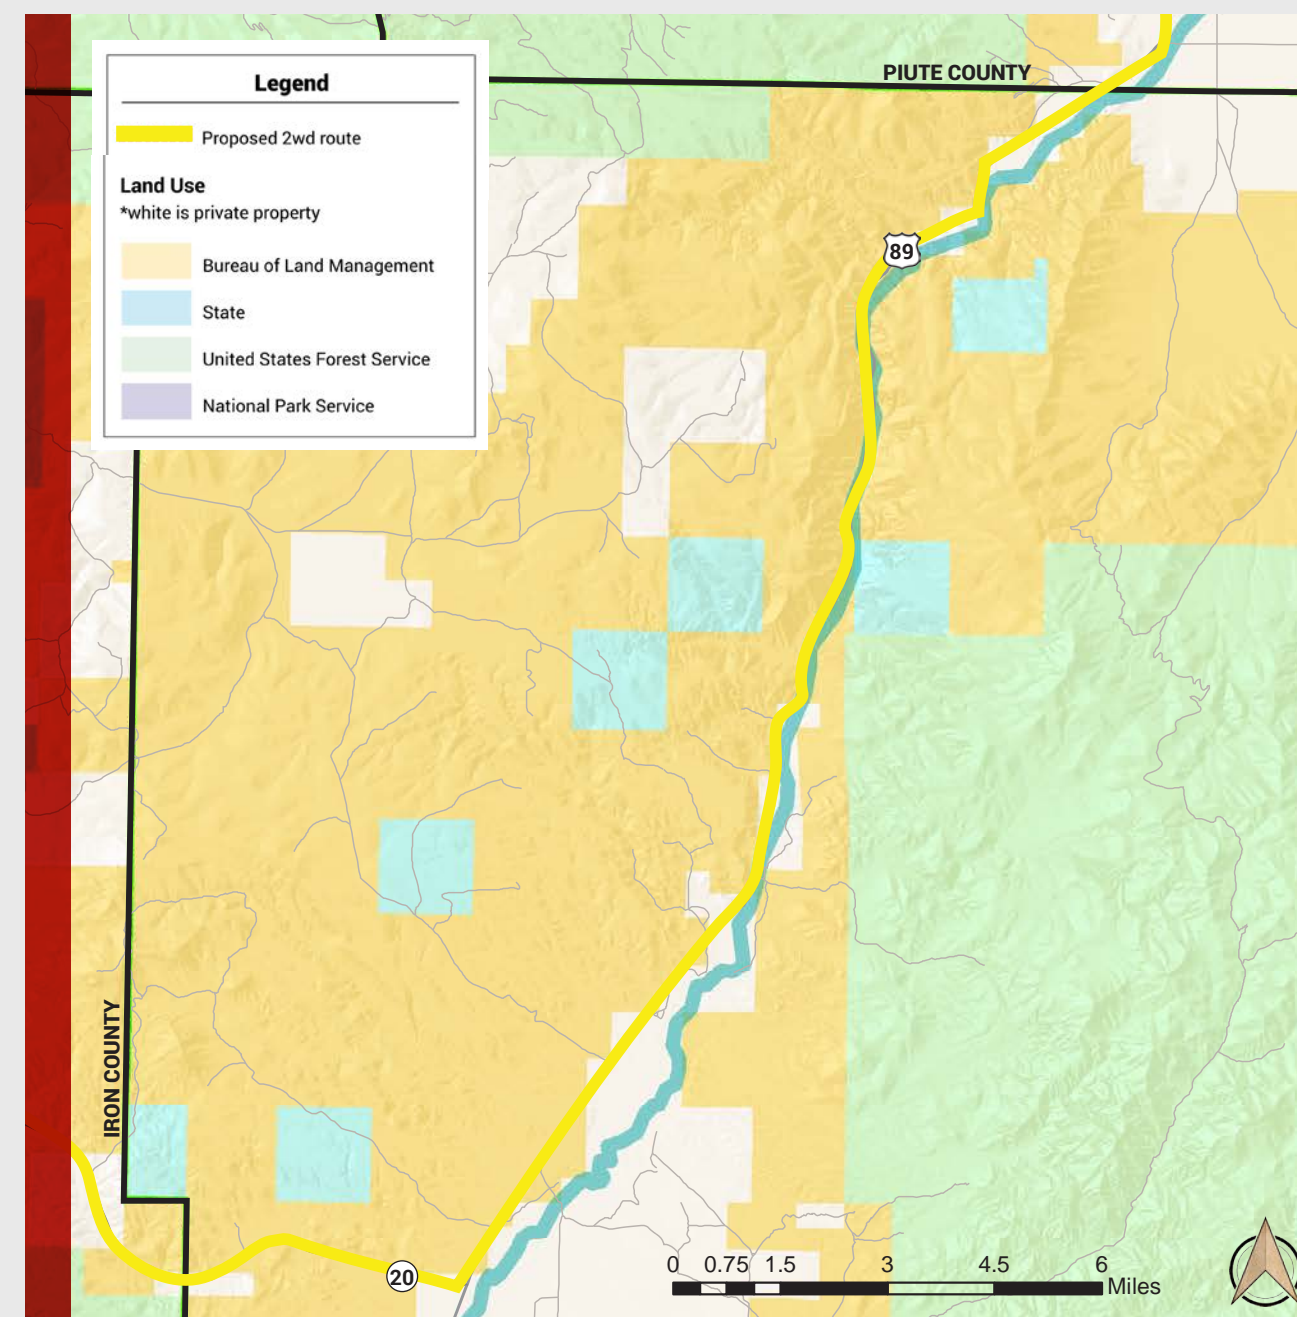 PIUTE COUNTY
Legend
Proposed 2wd route
Land Use
*white is private property
Bureau of Land Management
State
United States Forest Service
National Park Service
89
IRON COUNTY
20
0 0.75 1.5 3 4.5 6
Miles